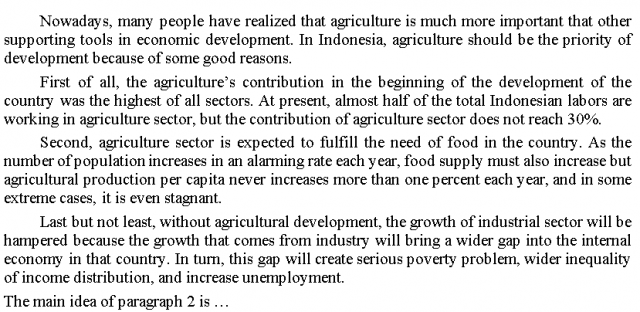 Nowadays, many people have realized that agriculture is much more important that other
supporting tools in economic development. In Indonesia, agriculture should be the priority of
development because of some good reasons.
First of all, the agriculture's contribution in the beginning of the development of the
country was the highest of all sectors. At present, almost half of the total Indonesian labors are
working in agriculture sector, but the contribution of agriculture sector does not reach 30%.
Second, agriculture sector is expected to fulfill the need of food in the country. As the
number of population increases in an alarming rate each year, food supply must also increase but
agricultural production per capita never increases more than one percent each year, and in some
extreme cases, it is even stagnant.
Last but not least, without agricultural development, the growth of industrial sector will be
hampered because the growth that comes from industry will bring a wider gap into the internal
economy in that country. In turn, this gap will create serious poverty problem, wider inequality
of income distribution, and increase unemployment.
The main idea of paragraph 2 is …